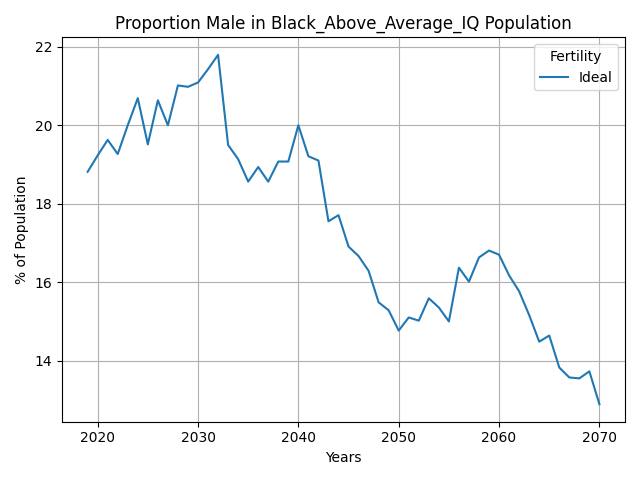 Proportion Male in Black_Above_Average_IQ Population
22
20
18
16
14
% of Population
Fertility
Ideal
2020 2030 2040 2050 2060 2070
Years